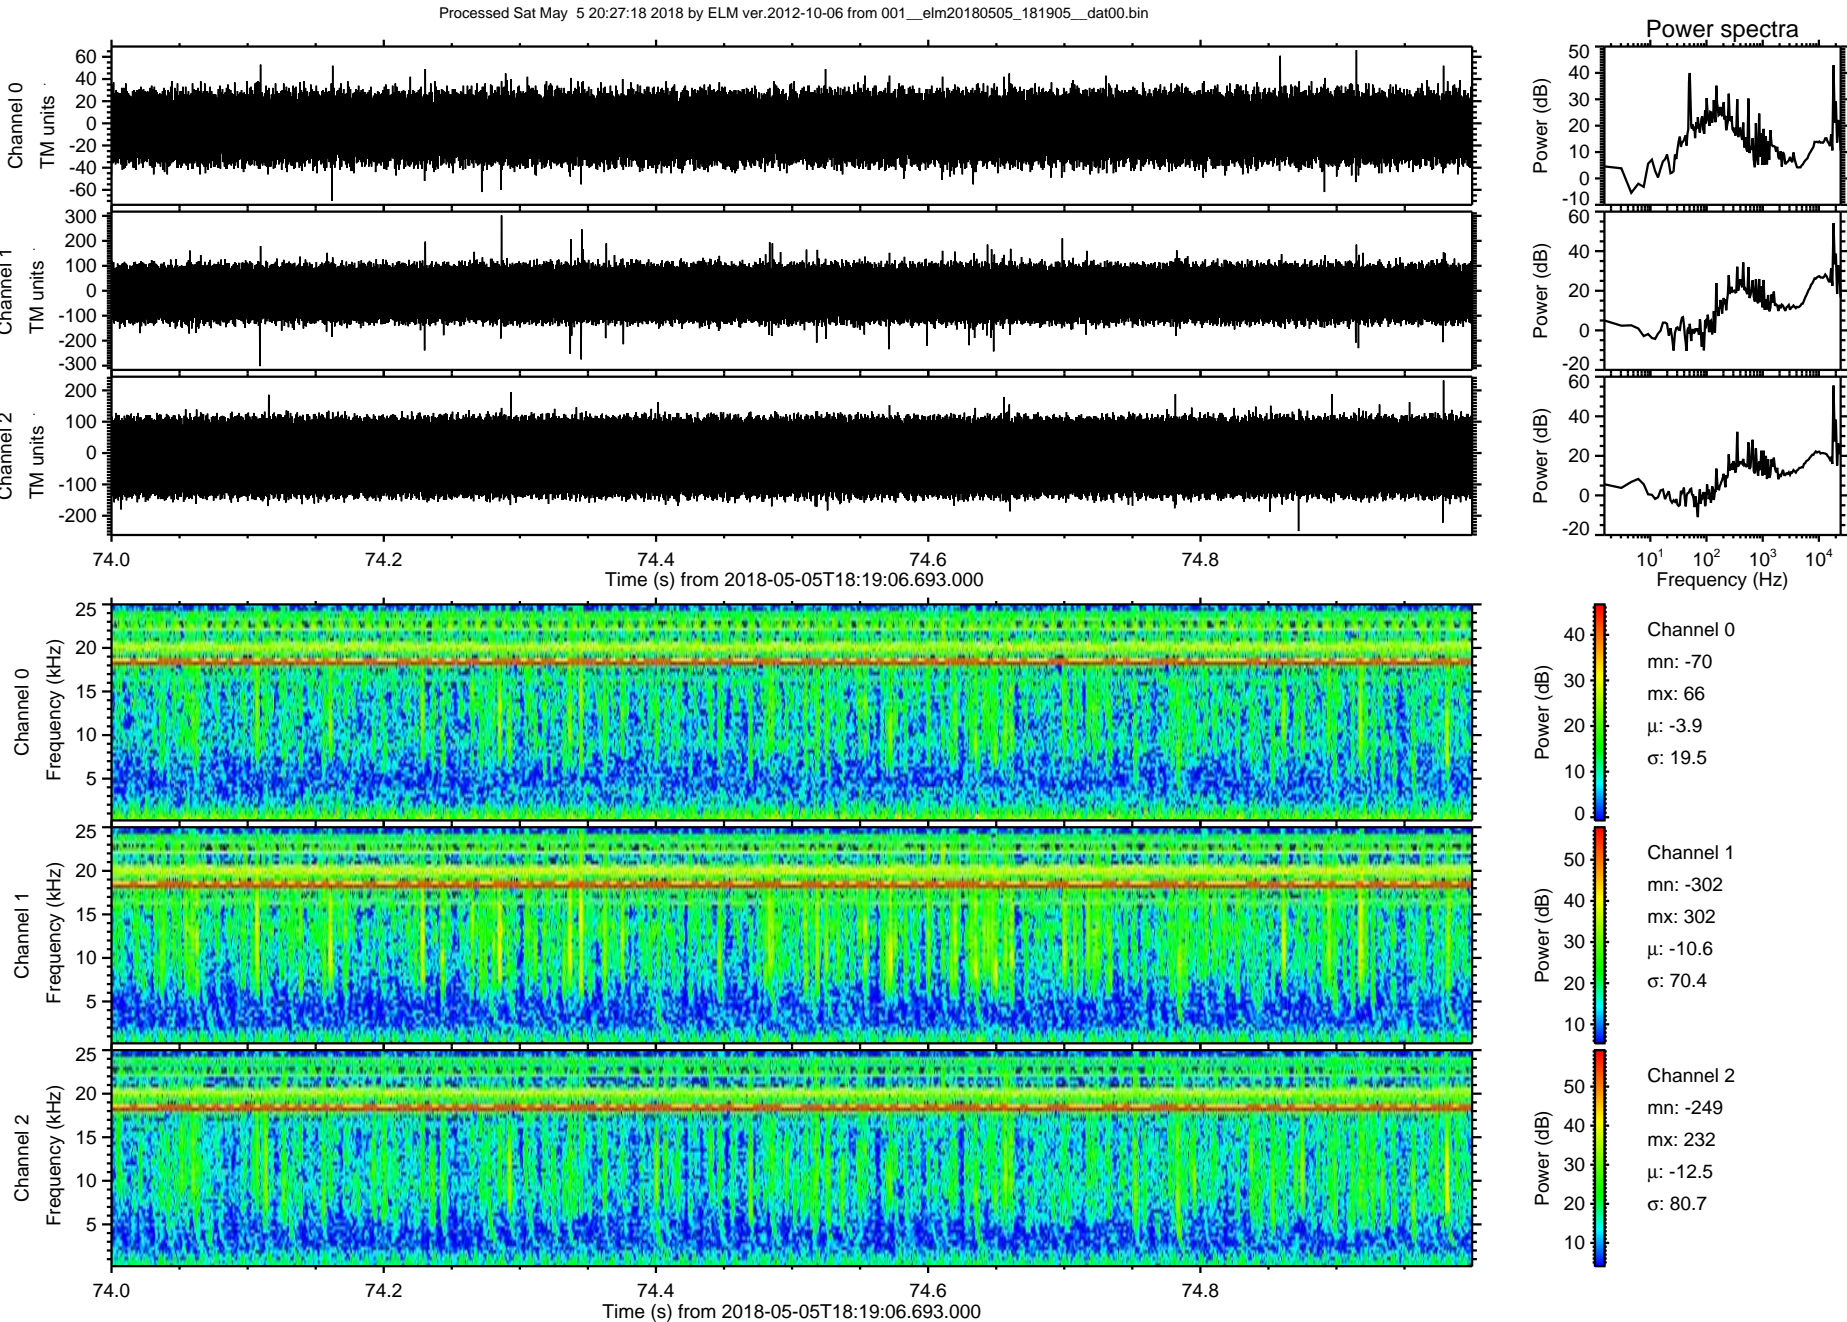 Processed Sat May  5 20:27:18 2018 by ELM ver.2012-10-06 from 001__elm20180505_181905__dat00.bin
Power spectra
Channel 0
TM units
60
40
20
0
-20
-40
-60
Power (dB)
50
40
30
20
10
0
-10
Channel 1
TM units
300
200
100
0
-100
-200
-300
Power (dB)
60
40
20
0
-20
Channel 2
TM units
200
100
0
-100
-200
Power (dB)
60
40
20
0
-20
74.0 74.2 74.4 74.6 74.8
Time (s) from 2018-05-05T18:19:06.693.000
10^1 10^2 10^3 10^4
Frequency (Hz)
Channel 0
Frequency (kHz)
25
20
15
10
5
Power (dB)
40
30
20
10
0
Channel 0
mn: -70
mx: 66
μ: -3.9
σ: 19.5
Channel 1
Frequency (kHz)
25
20
15
10
5
Power (dB)
50
40
30
20
10
Channel 1
mn: -302
mx: 302
μ: -10.6
σ: 70.4
Channel 2
Frequency (kHz)
25
20
15
10
5
Power (dB)
50
40
30
20
10
Channel 2
mn: -249
mx: 232
μ: -12.5
σ: 80.7
74.0 74.2 74.4 74.6 74.8
Time (s) from 2018-05-05T18:19:06.693.000